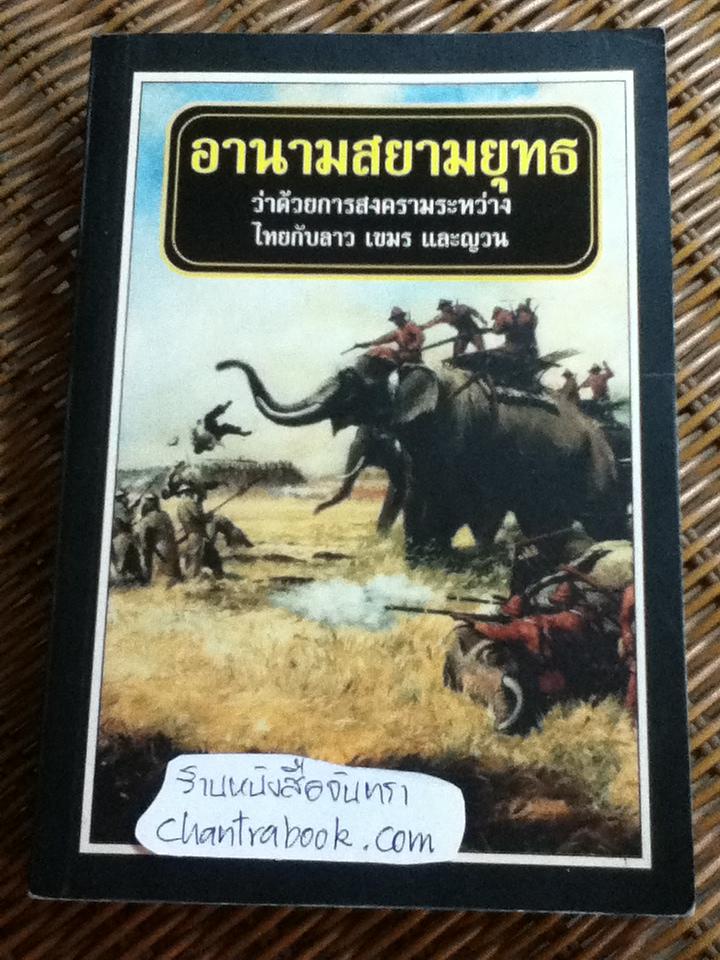 อานามสยามยุทธ
ว่าด้วยการสงครามระหว่าง
ไทยกับลาว เขมร และญวน
ร้านหนังสือจันทรา
chantrabook.com